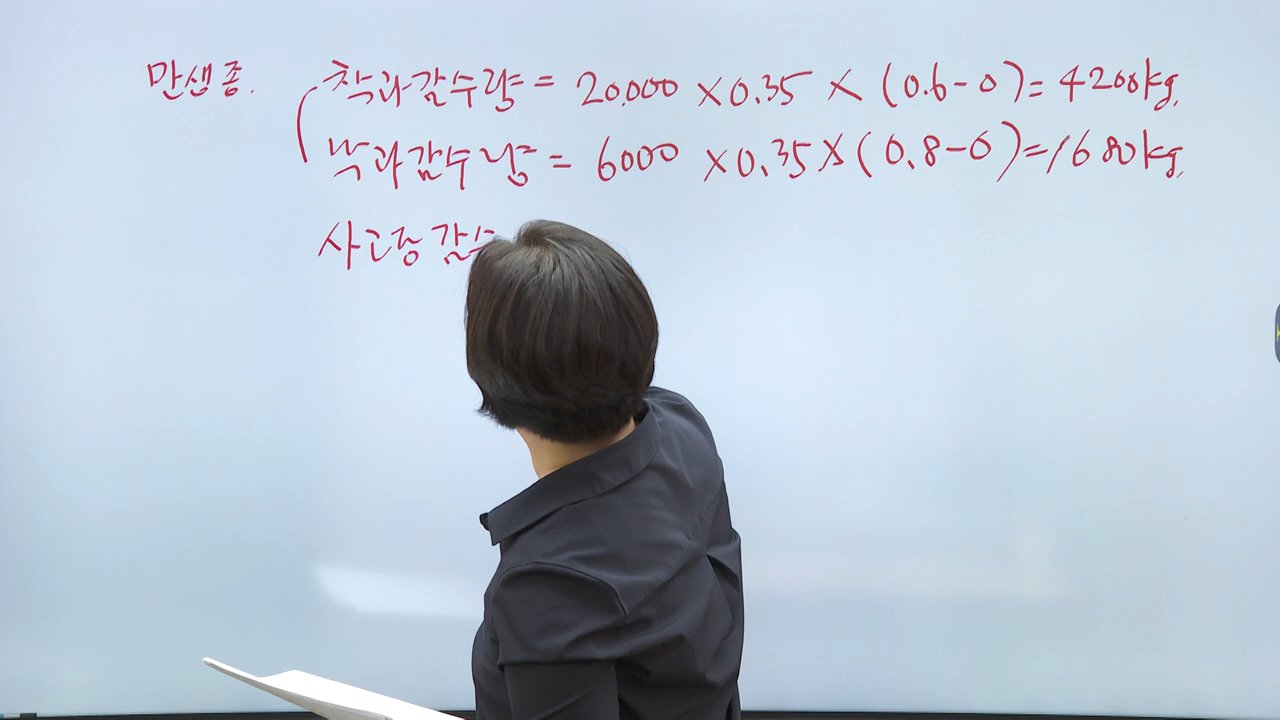 만생종. 착과감수량 = 20,000 × 0.35 × (0.6-0) = 4200kg.
낙과감수량 = 6000 × 0.35 × (0.8-0) = 1680kg.
사고당 감수